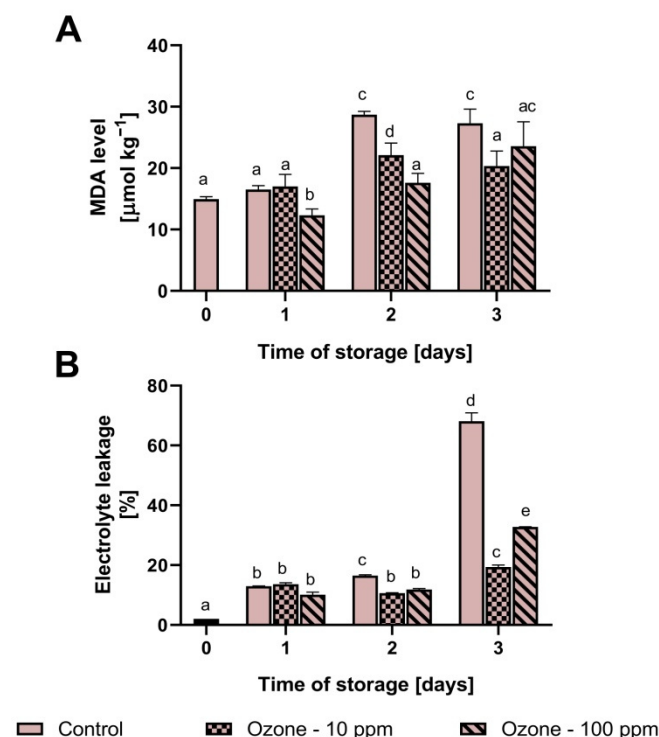 A
40
30
20
10
0
MDA level
[µmol kg⁻¹]
a
a
a
b
c
d
a
c
a
ac
0 1 2 3
Time of storage [days]
B
80
60
40
20
0
Electrolyte leakage
[%]
a
b
b
b
c
b
b
d
c
e
0 1 2 3
Time of storage [days]
Control Ozone - 10 ppm Ozone - 100 ppm